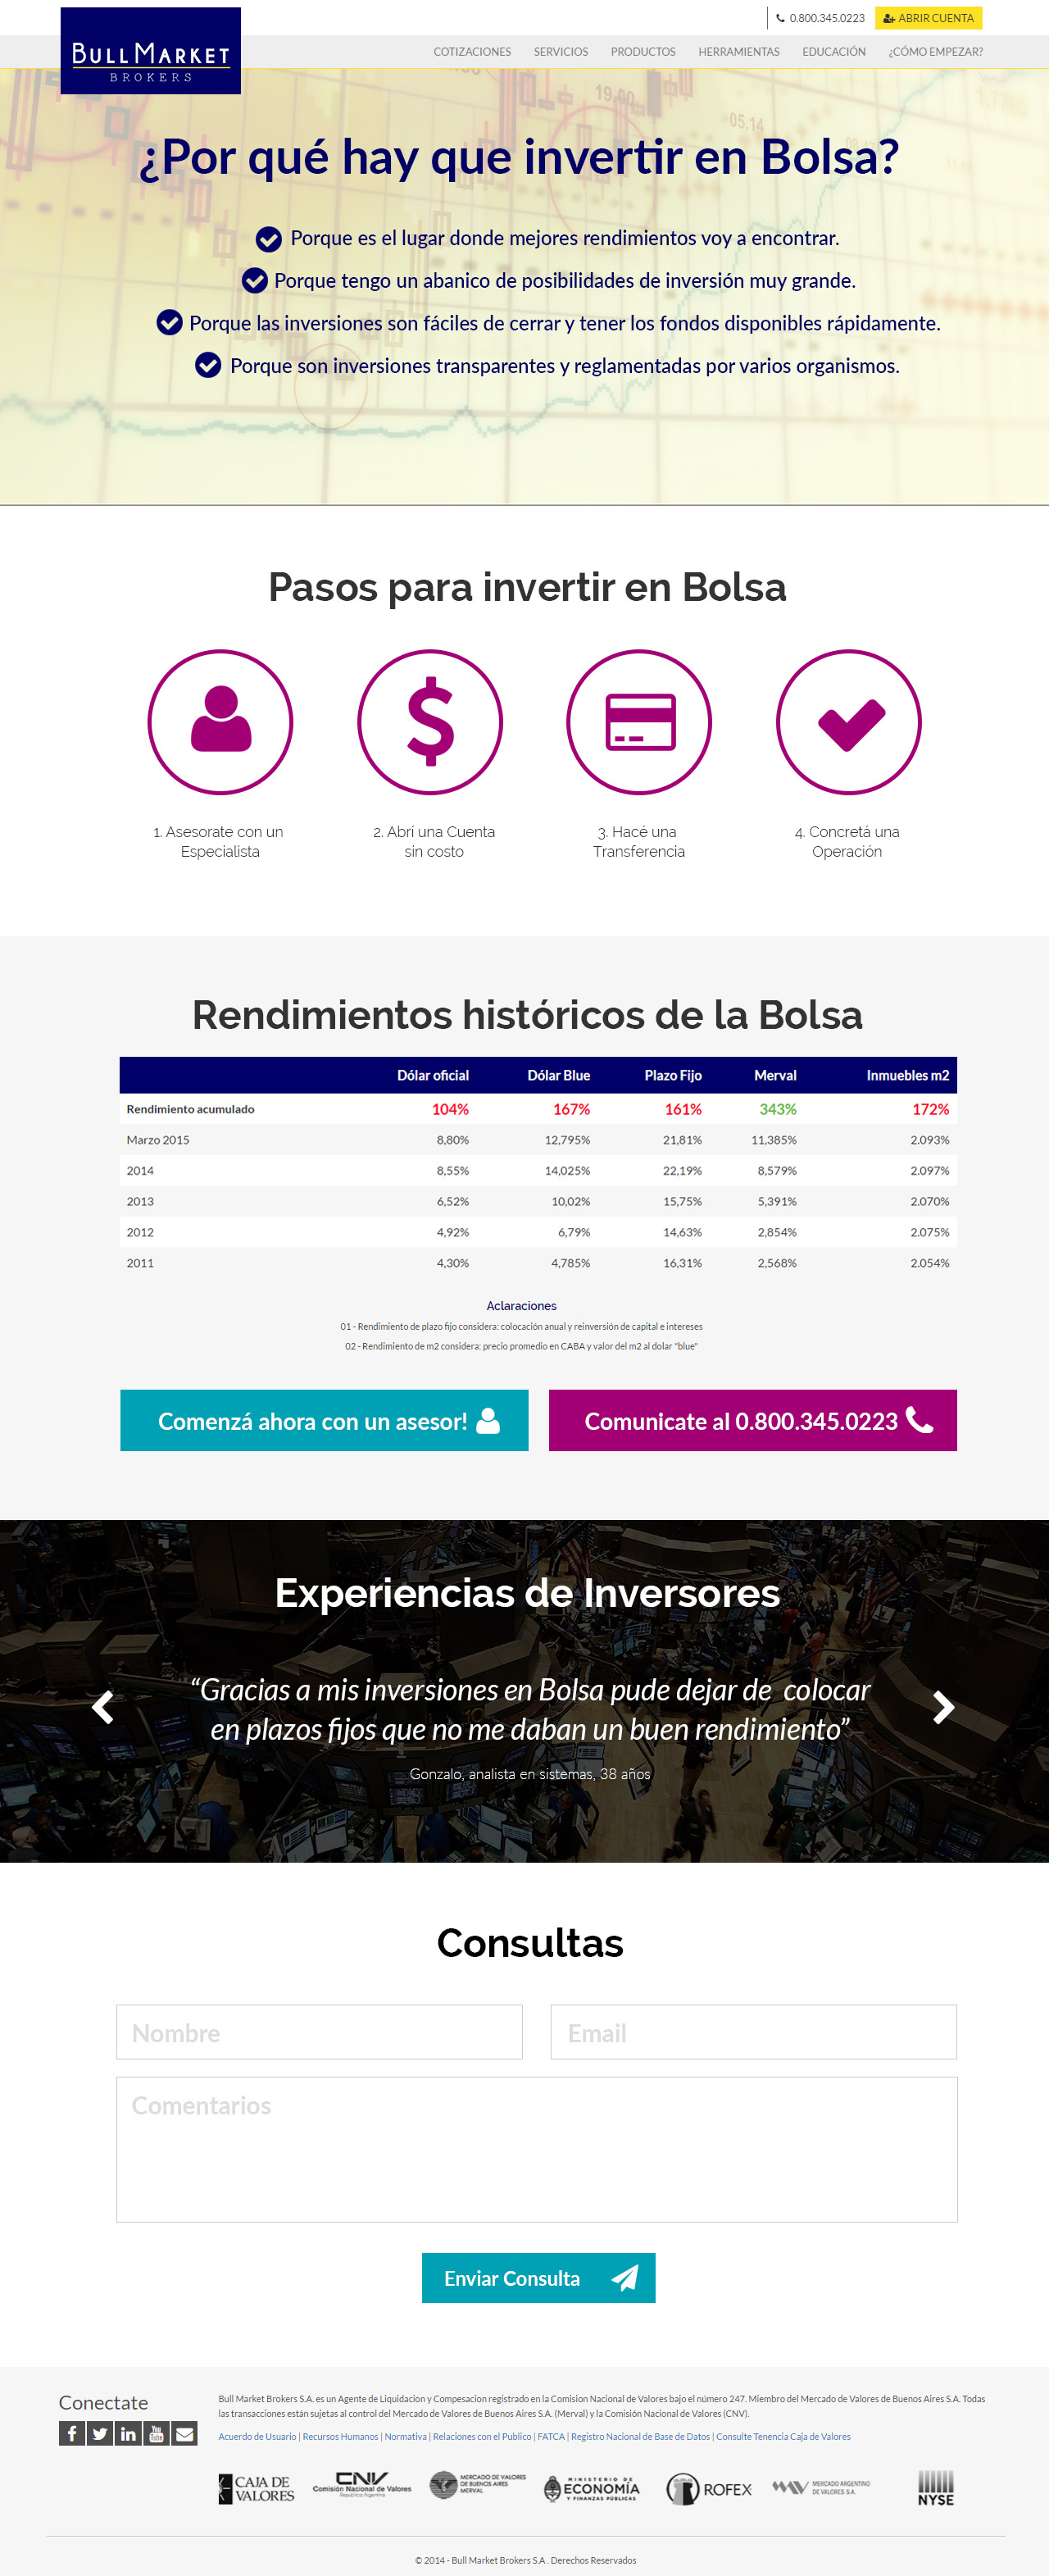 0.800.345.0223 ABRIR CUENTA
BULLMARKET
BROKERS
COTIZACIONES SERVICIOS PRODUCTOS HERRAMIENTAS EDUCACIÓN ¿CÓMO EMPEZAR?
19.00
05.14
¿Por qué hay que invertir en Bolsa?
Porque es el lugar donde mejores rendimientos voy a encontrar.
Porque tengo un abanico de posibilidades de inversión muy grande.
Porque las inversiones son fáciles de cerrar y tener los fondos disponibles rápidamente.
Porque son inversiones transparentes y reglamentadas por varios organismos.
Pasos para invertir en Bolsa
1. Asesorate con un
Especialista
2. Abrí una Cuenta
sin costo
3. Hacé una
Transferencia
4. Concretá una
Operación
Rendimientos históricos de la Bolsa
Dólar oficial Dólar Blue Plazo Fijo Merval Inmuebles m2
Rendimiento acumulado 104% 167% 161% 343% 172%
Marzo 2015 8,80% 12,795% 21,81% 11,385% 2.093%
2014 8,55% 14,025% 22,19% 8,579% 2.097%
2013 6,52% 10,02% 15,75% 5,391% 2.070%
2012 4,92% 6,79% 14,63% 2,854% 2.075%
2011 4,30% 4,785% 16,31% 2,568% 2.054%
Aclaraciones
01 - Rendimiento de plazo fijo considera: colocación anual y reinversión de capital e intereses
02 - Rendimiento de m2 considera: precio promedio en CABA y valor del m2 al dolar "blue"
Comenzá ahora con un asesor!
Comunicate al 0.800.345.0223
Experiencias de Inversores
“Gracias a mis inversiones en Bolsa pude dejar de colocar
en plazos fijos que no me daban un buen rendimiento”
Gonzalo, analista en sistemas, 38 años
Consultas
Nombre
Email
Comentarios
Enviar Consulta
Conectate
You Tube
Bull Market Brokers S.A. es un Agente de Liquidacion y Compesacion registrado en la Comision Nacional de Valores bajo el número 247. Miembro del Mercado de Valores de Buenos Aires S.A. Todas
las transacciones están sujetas al control del Mercado de Valores de Buenos Aires S.A. (Merval) y la Comisión Nacional de Valores (CNV).
Acuerdo de Usuario | Recursos Humanos | Normativa | Relaciones con el Publico | FATCA | Registro Nacional de Base de Datos | Consulte Tenencia Caja de Valores
CAJA DE
VALORES
CNV
Comisión Nacional de Valores
República Argentina
MERCADO DE VALORES
DE BUENOS AIRES
MERVAL
MINISTERIO DE
ECONOMÍA
Y FINANZAS PÚBLICAS
ROFEX
MERCADO ARGENTINO
DE VALORES S.A.
NYSE
© 2014 - Bull Market Brokers S.A . Derechos Reservados